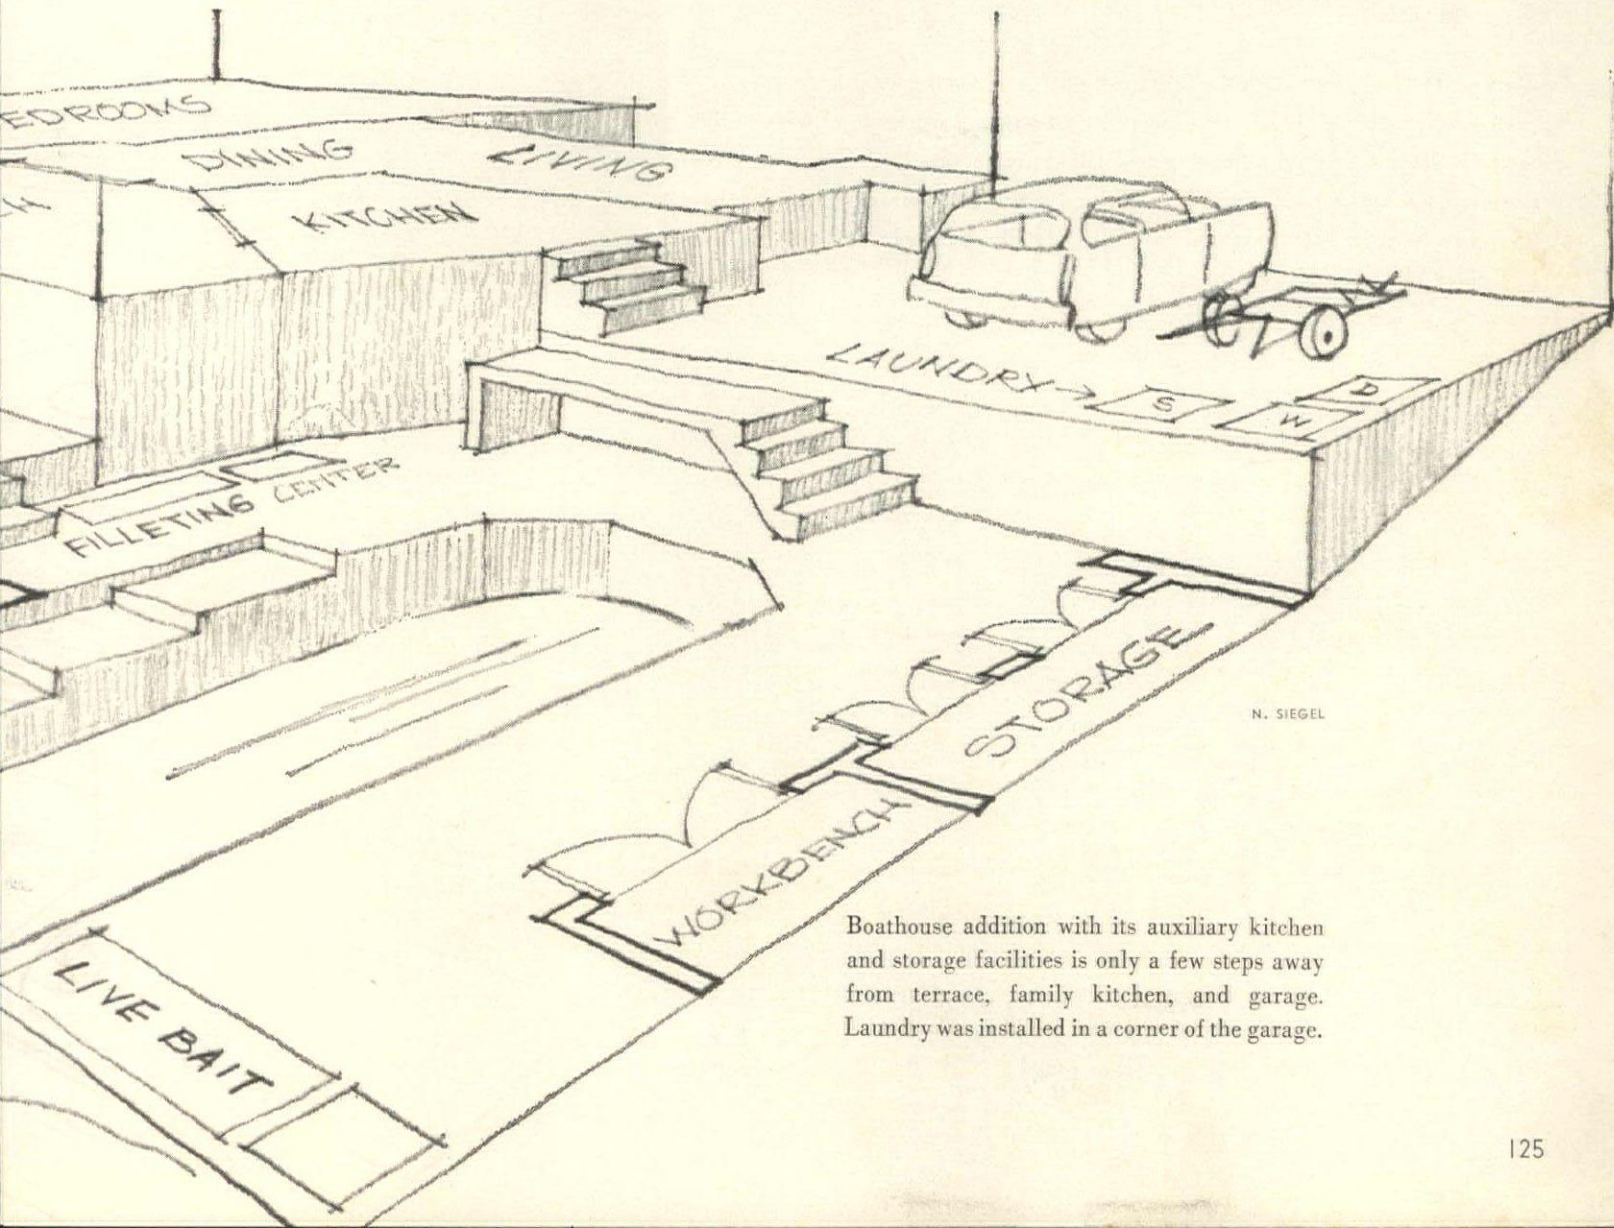 EDROOMS
DINING
LIVING
KITCHEN
CH
LAUNDRY →
S
W
D
FILLETING CENTER
STORAGE
N. SIEGEL
WORKBENCH
Boathouse addition with its auxiliary kitchen
and storage facilities is only a few steps away
from terrace, family kitchen, and garage.
Laundry was installed in a corner of the garage.
LIVE BAIT
125